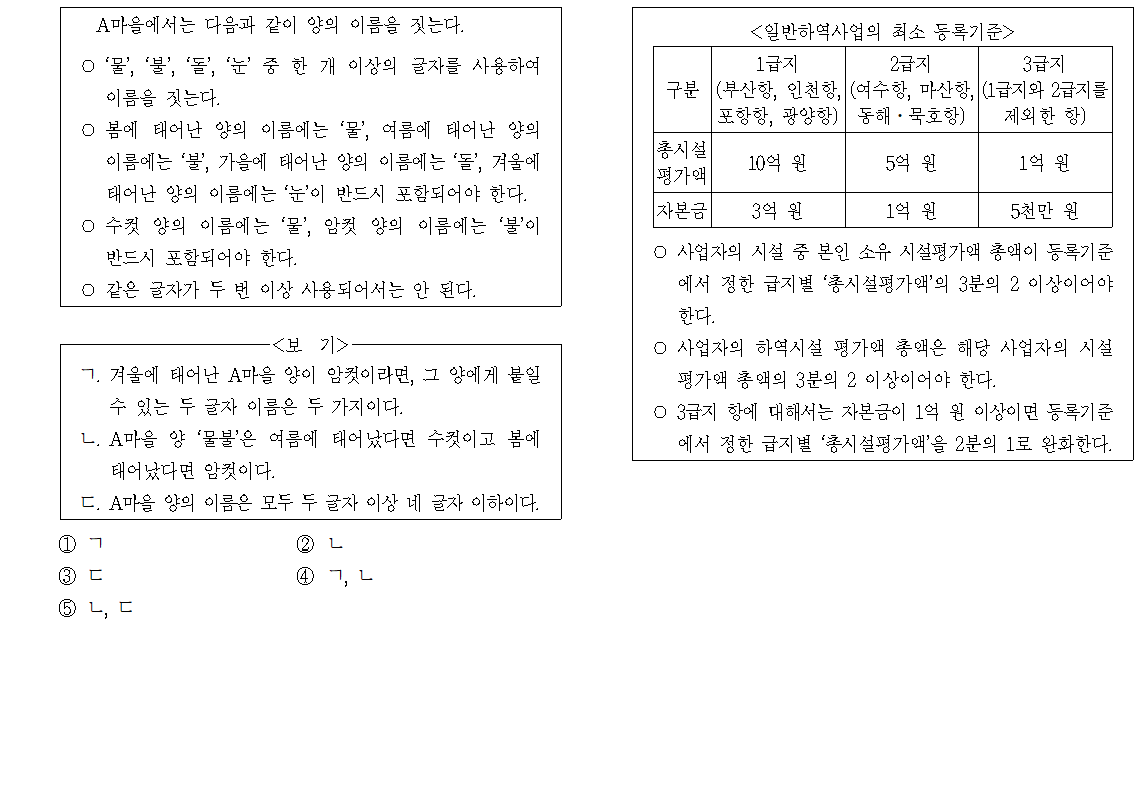 A마을에서는 다음과 같이 양의 이름을 짓는다.
○ ‘물’, ‘불’, ‘돌’, ‘눈’ 중 한 개 이상의 글자를 사용하여
이름을 짓는다.
○ 봄에 태어난 양의 이름에는 ‘물’, 여름에 태어난 양의
이름에는 ‘불’, 가을에 태어난 양의 이름에는 ‘돌’, 겨울에
태어난 양의 이름에는 ‘눈’이 반드시 포함되어야 한다.
○ 수컷 양의 이름에는 ‘물’, 암컷 양의 이름에는 ‘불’이
반드시 포함되어야 한다.
○ 같은 글자가 두 번 이상 사용되어서는 안 된다.
<보 기>
ㄱ. 겨울에 태어난 A마을 양이 암컷이라면, 그 양에게 붙일
수 있는 두 글자 이름은 두 가지이다.
ㄴ. A마을 양 ‘물불’은 여름에 태어났다면 수컷이고 봄에
태어났다면 암컷이다.
ㄷ. A마을 양의 이름은 모두 두 글자 이상 네 글자 이하이다.
① ㄱ
② ㄴ
③ ㄷ
④ ㄱ, ㄴ
⑤ ㄴ, ㄷ
<일반하역사업의 최소 등록기준>
구분
1급지
(부산항, 인천항,
포항항, 광양항)
2급지
(여수항, 마산항,
동해・묵호항)
3급지
(1급지와 2급지를
제외한 항)
총시설
평가액
10억 원
5억 원
1억 원
자본금
3억 원
1억 원
5천만 원
○ 사업자의 시설 중 본인 소유 시설평가액 총액이 등록기준
에서 정한 급지별 ‘총시설평가액’의 3분의 2 이상이어야
한다.
○ 사업자의 하역시설 평가액 총액은 해당 사업자의 시설
평가액 총액의 3분의 2 이상이어야 한다.
○ 3급지 항에 대해서는 자본금이 1억 원 이상이면 등록기준
에서 정한 급지별 ‘총시설평가액’을 2분의 1로 완화한다.